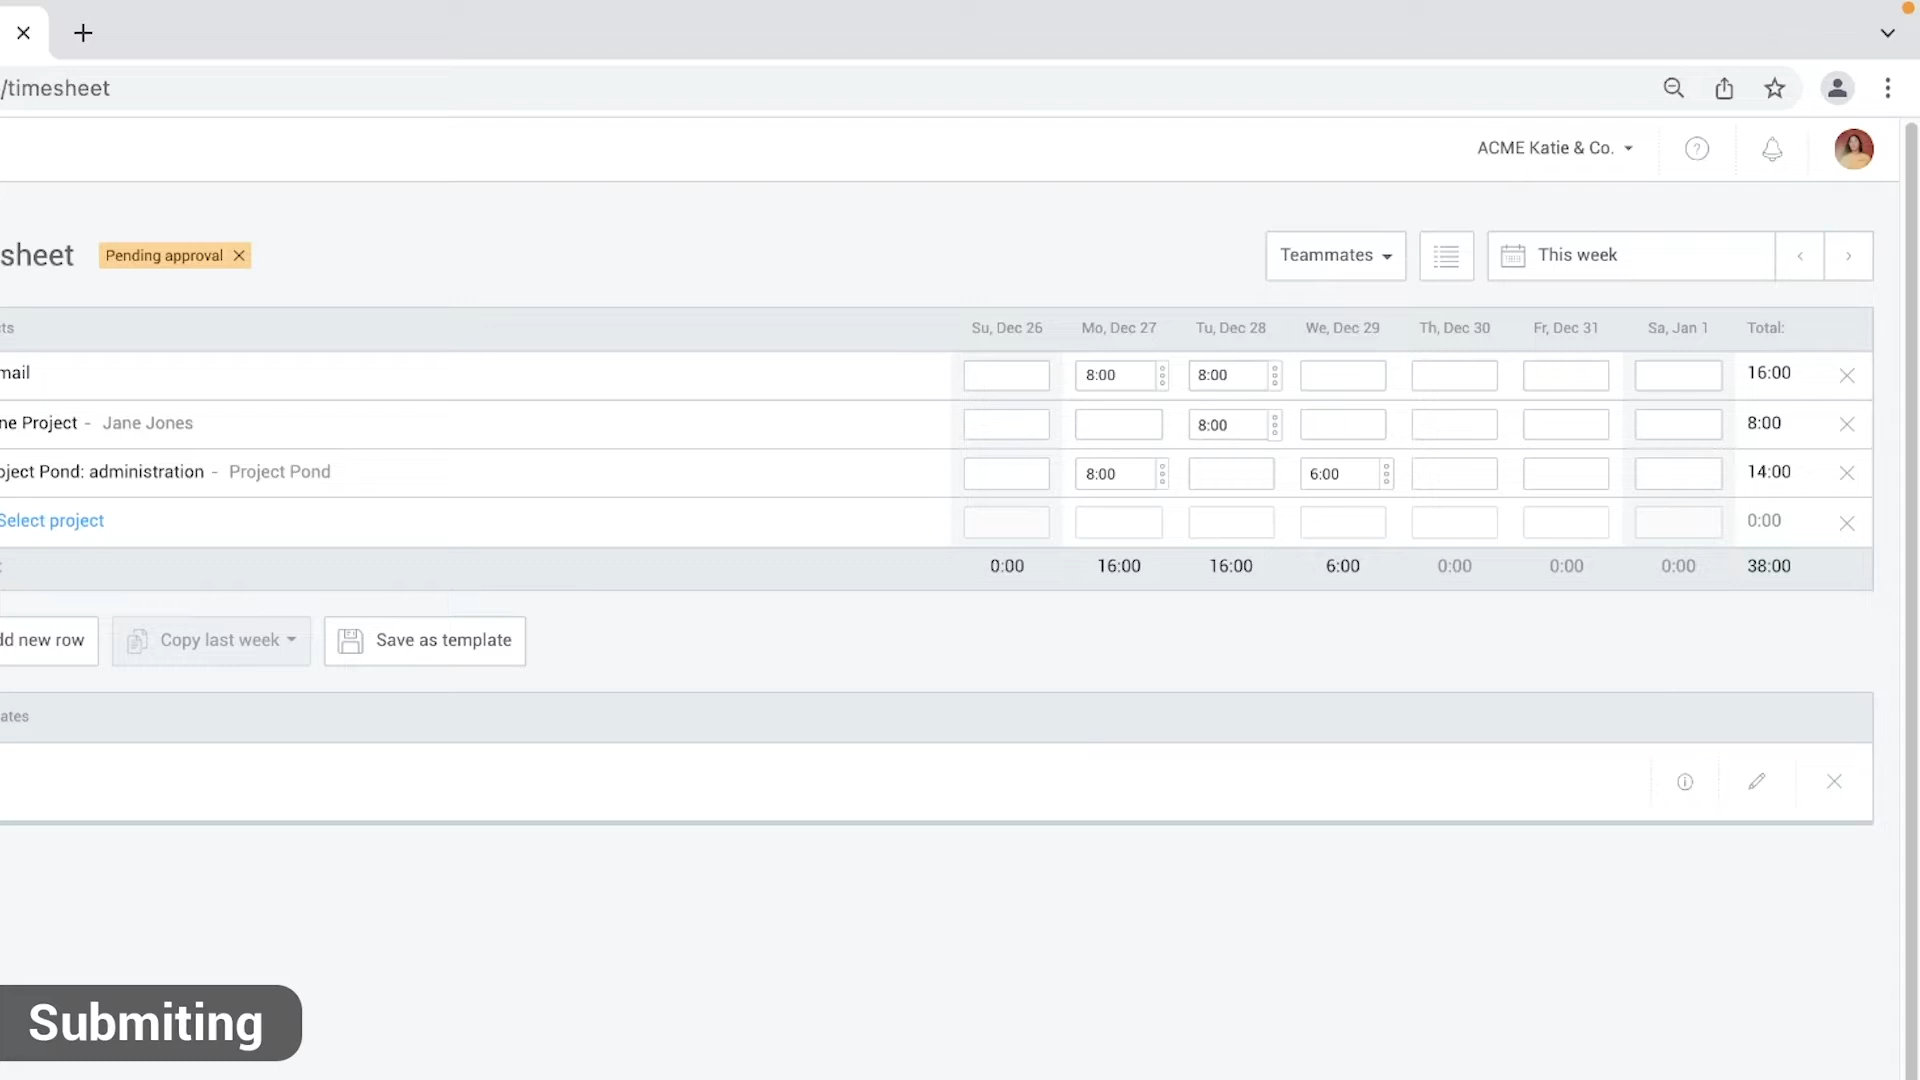 /timesheet
ACME Katie & Co.
sheet Pending approval
Teammates
This week
cts Su, Dec 26 Mo, Dec 27 Tu, Dec 28 We, Dec 29 Th, Dec 30 Fr, Dec 31 Sa, Jan 1 Total:
mail 8:00 8:00 16:00
ne Project - Jane Jones 8:00 8:00
oject Pond: administration - Project Pond 8:00 6:00 14:00
Select project 0:00
0:00 16:00 16:00 6:00 0:00 0:00 0:00 38:00
dd new row
Copy last week
Save as template
ates
Submiting